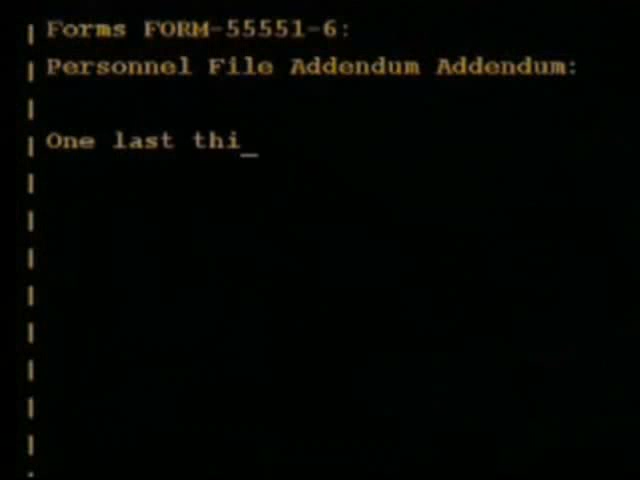 Forms FORM-55551-6:
Personnel File Addendum Addendum:
One last thi_